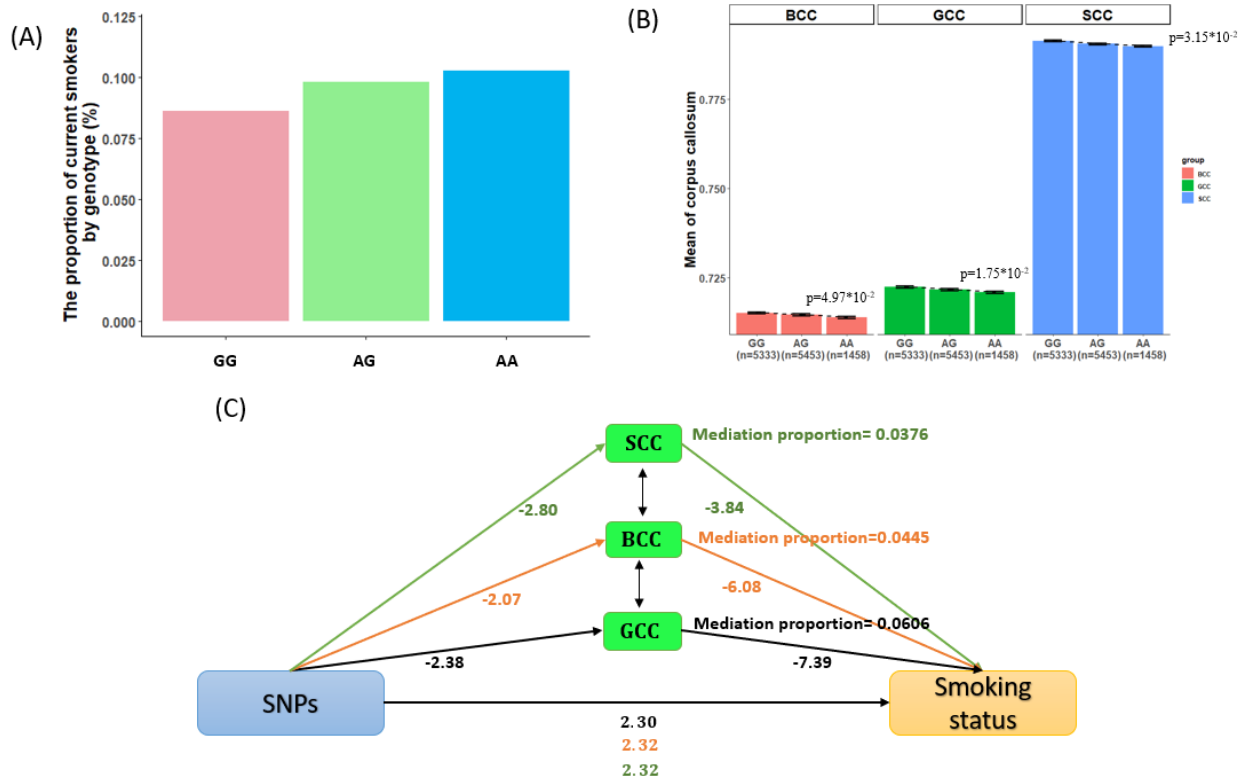 (A)
The proportion of current smokers
by genotype (%)
0.125
0.100
0.075
0.050
0.025
0.000
GG
AG
AA
(B)
BCC
GCC
SCC
Mean of corpus callosum
0.775
0.750
0.725
p=4.97*10-2
p=1.75*10-2
p=3.15*10-2
GG AG AA GG AG AA GG AG AA
(n=5333) (n=5453) (n=1458) (n=5333) (n=5453) (n=1458) (n=5333) (n=5453) (n=1458)
group
BCC
GCC
SCC
(C)
SCC
Mediation proportion= 0.0376
-2.80
-3.84
BCC
Mediation proportion=0.0445
-2.07
-6.08
GCC
Mediation proportion= 0.0606
-2.38
-7.39
SNPs
Smoking
status
2.30
2.32
2.32